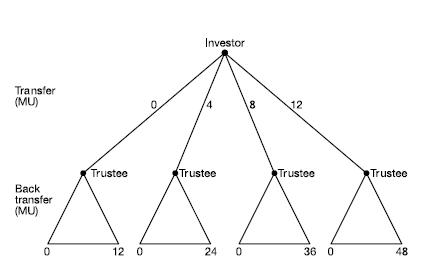 Investor
Transfer
(MU)
0 4 8 12
Trustee Trustee Trustee Trustee
Back
transfer
(MU)
0 12 0 24 0 36 0 48